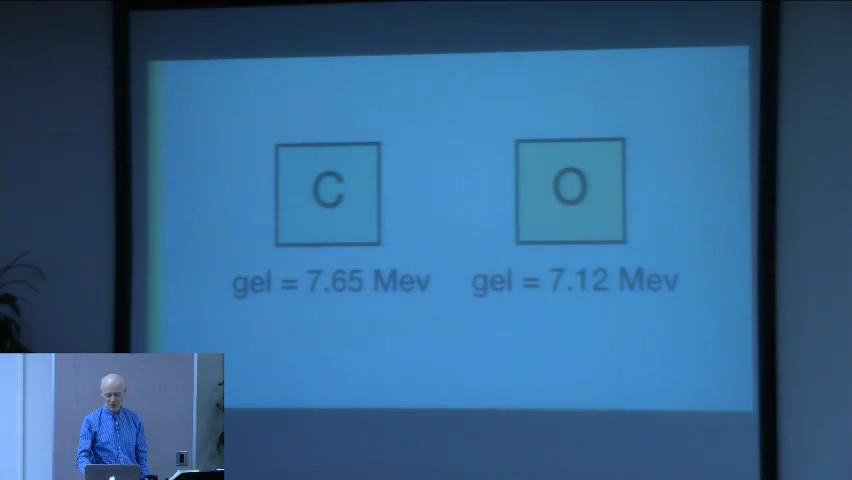 C O
gel = 7.65 Mev gel = 7.12 Mev